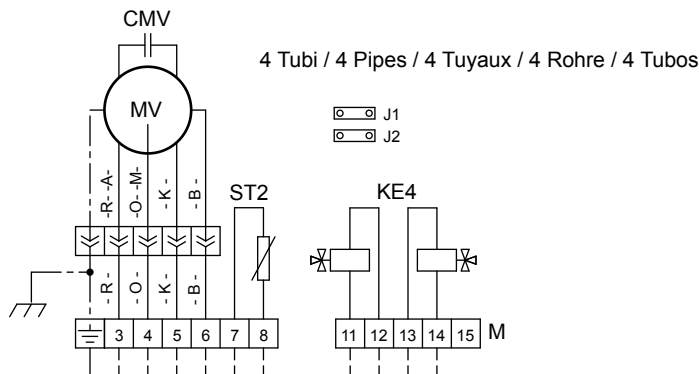 CMV
4 Tubi / 4 Pipes / 4 Tuyaux / 4 Rohre / 4 Tubos
MV
J1
J2
-R--A-
-O--M-
-K-
-B-
ST2
KE4
-R-
-O-
-K-
-B-
3 4 5 6 7 8
11 12 13 14 15 M